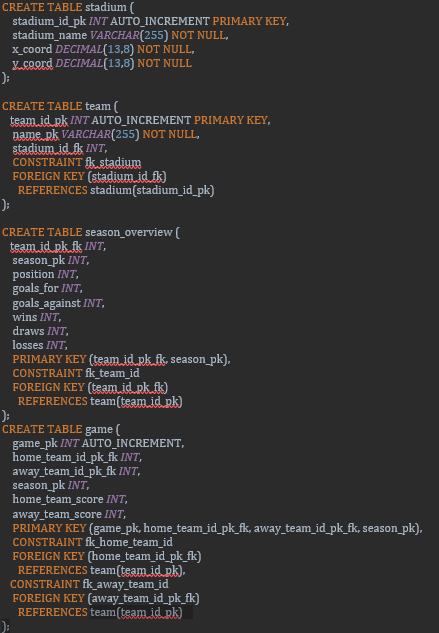 CREATE TABLE stadium (
stadium_id_pk INT AUTO_INCREMENT PRIMARY KEY,
stadium_name VARCHAR(255) NOT NULL,
x_coord DECIMAL(13,8) NOT NULL,
y_coord DECIMAL(13,8) NOT NULL
);
CREATE TABLE team (
team_id_pk INT AUTO_INCREMENT PRIMARY KEY,
name_pk VARCHAR(255) NOT NULL,
stadium_id_fk INT,
CONSTRAINT fk_stadium
FOREIGN KEY (stadium_id_fk)
REFERENCES stadium(stadium_id_pk)
);
CREATE TABLE season_overview (
team_id_pk_fk INT,
season_pk INT,
position INT,
goals_for INT,
goals_against INT,
wins INT,
draws INT,
losses INT,
PRIMARY KEY (team_id_pk_fk, season_pk),
CONSTRAINT fk_team_id
FOREIGN KEY (team_id_pk_fk)
REFERENCES team(team_id_pk)
);
CREATE TABLE game (
game_pk INT AUTO_INCREMENT,
home_team_id_pk_fk INT,
away_team_id_pk_fk INT,
season_pk INT,
home_team_score INT,
away_team_score INT,
PRIMARY KEY (game_pk, home_team_id_pk_fk, away_team_id_pk_fk, season_pk),
CONSTRAINT fk_home_team_id
FOREIGN KEY (home_team_id_pk_fk)
REFERENCES team(team_id_pk),
CONSTRAINT fk_away_team_id
FOREIGN KEY (away_team_id_pk_fk)
REFERENCES team(team_id_pk)
);